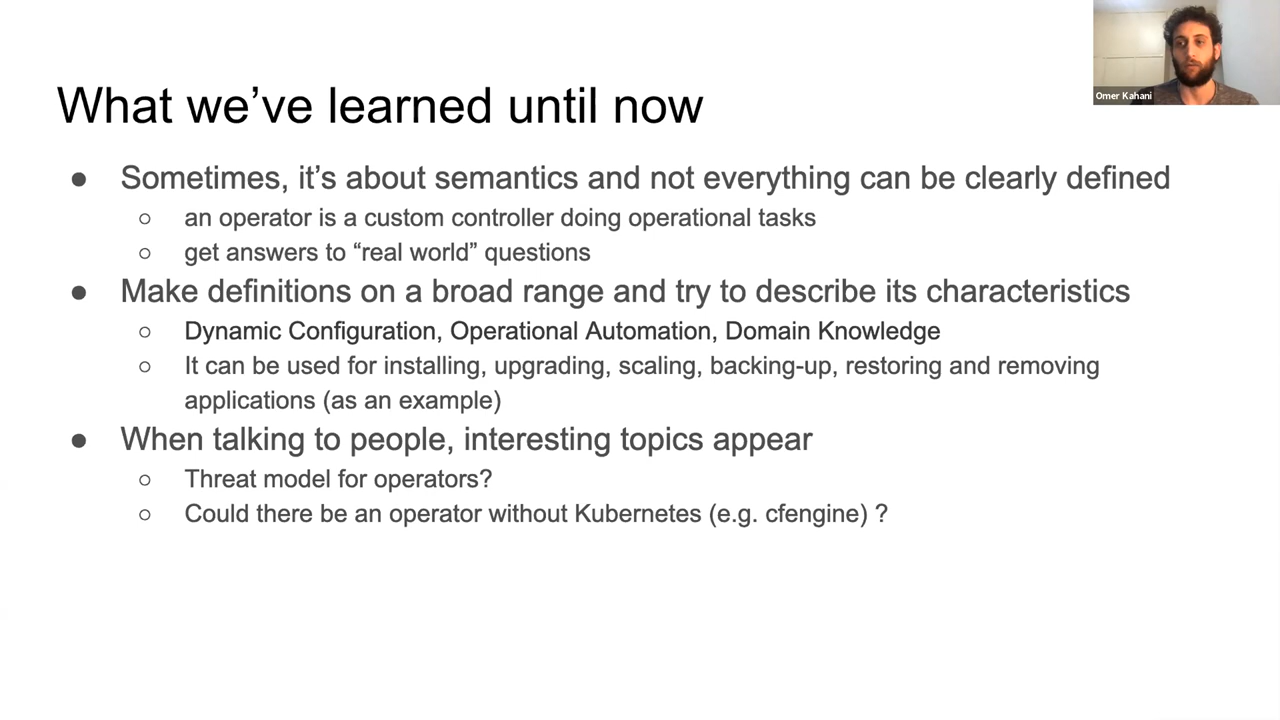 Omer Kahani
What we've learned until now
● Sometimes, it's about semantics and not everything can be clearly defined
○ an operator is a custom controller doing operational tasks
○ get answers to “real world” questions
● Make definitions on a broad range and try to describe its characteristics
○ Dynamic Configuration, Operational Automation, Domain Knowledge
○ It can be used for installing, upgrading, scaling, backing-up, restoring and removing
applications (as an example)
● When talking to people, interesting topics appear
○ Threat model for operators?
○ Could there be an operator without Kubernetes (e.g. cfengine) ?